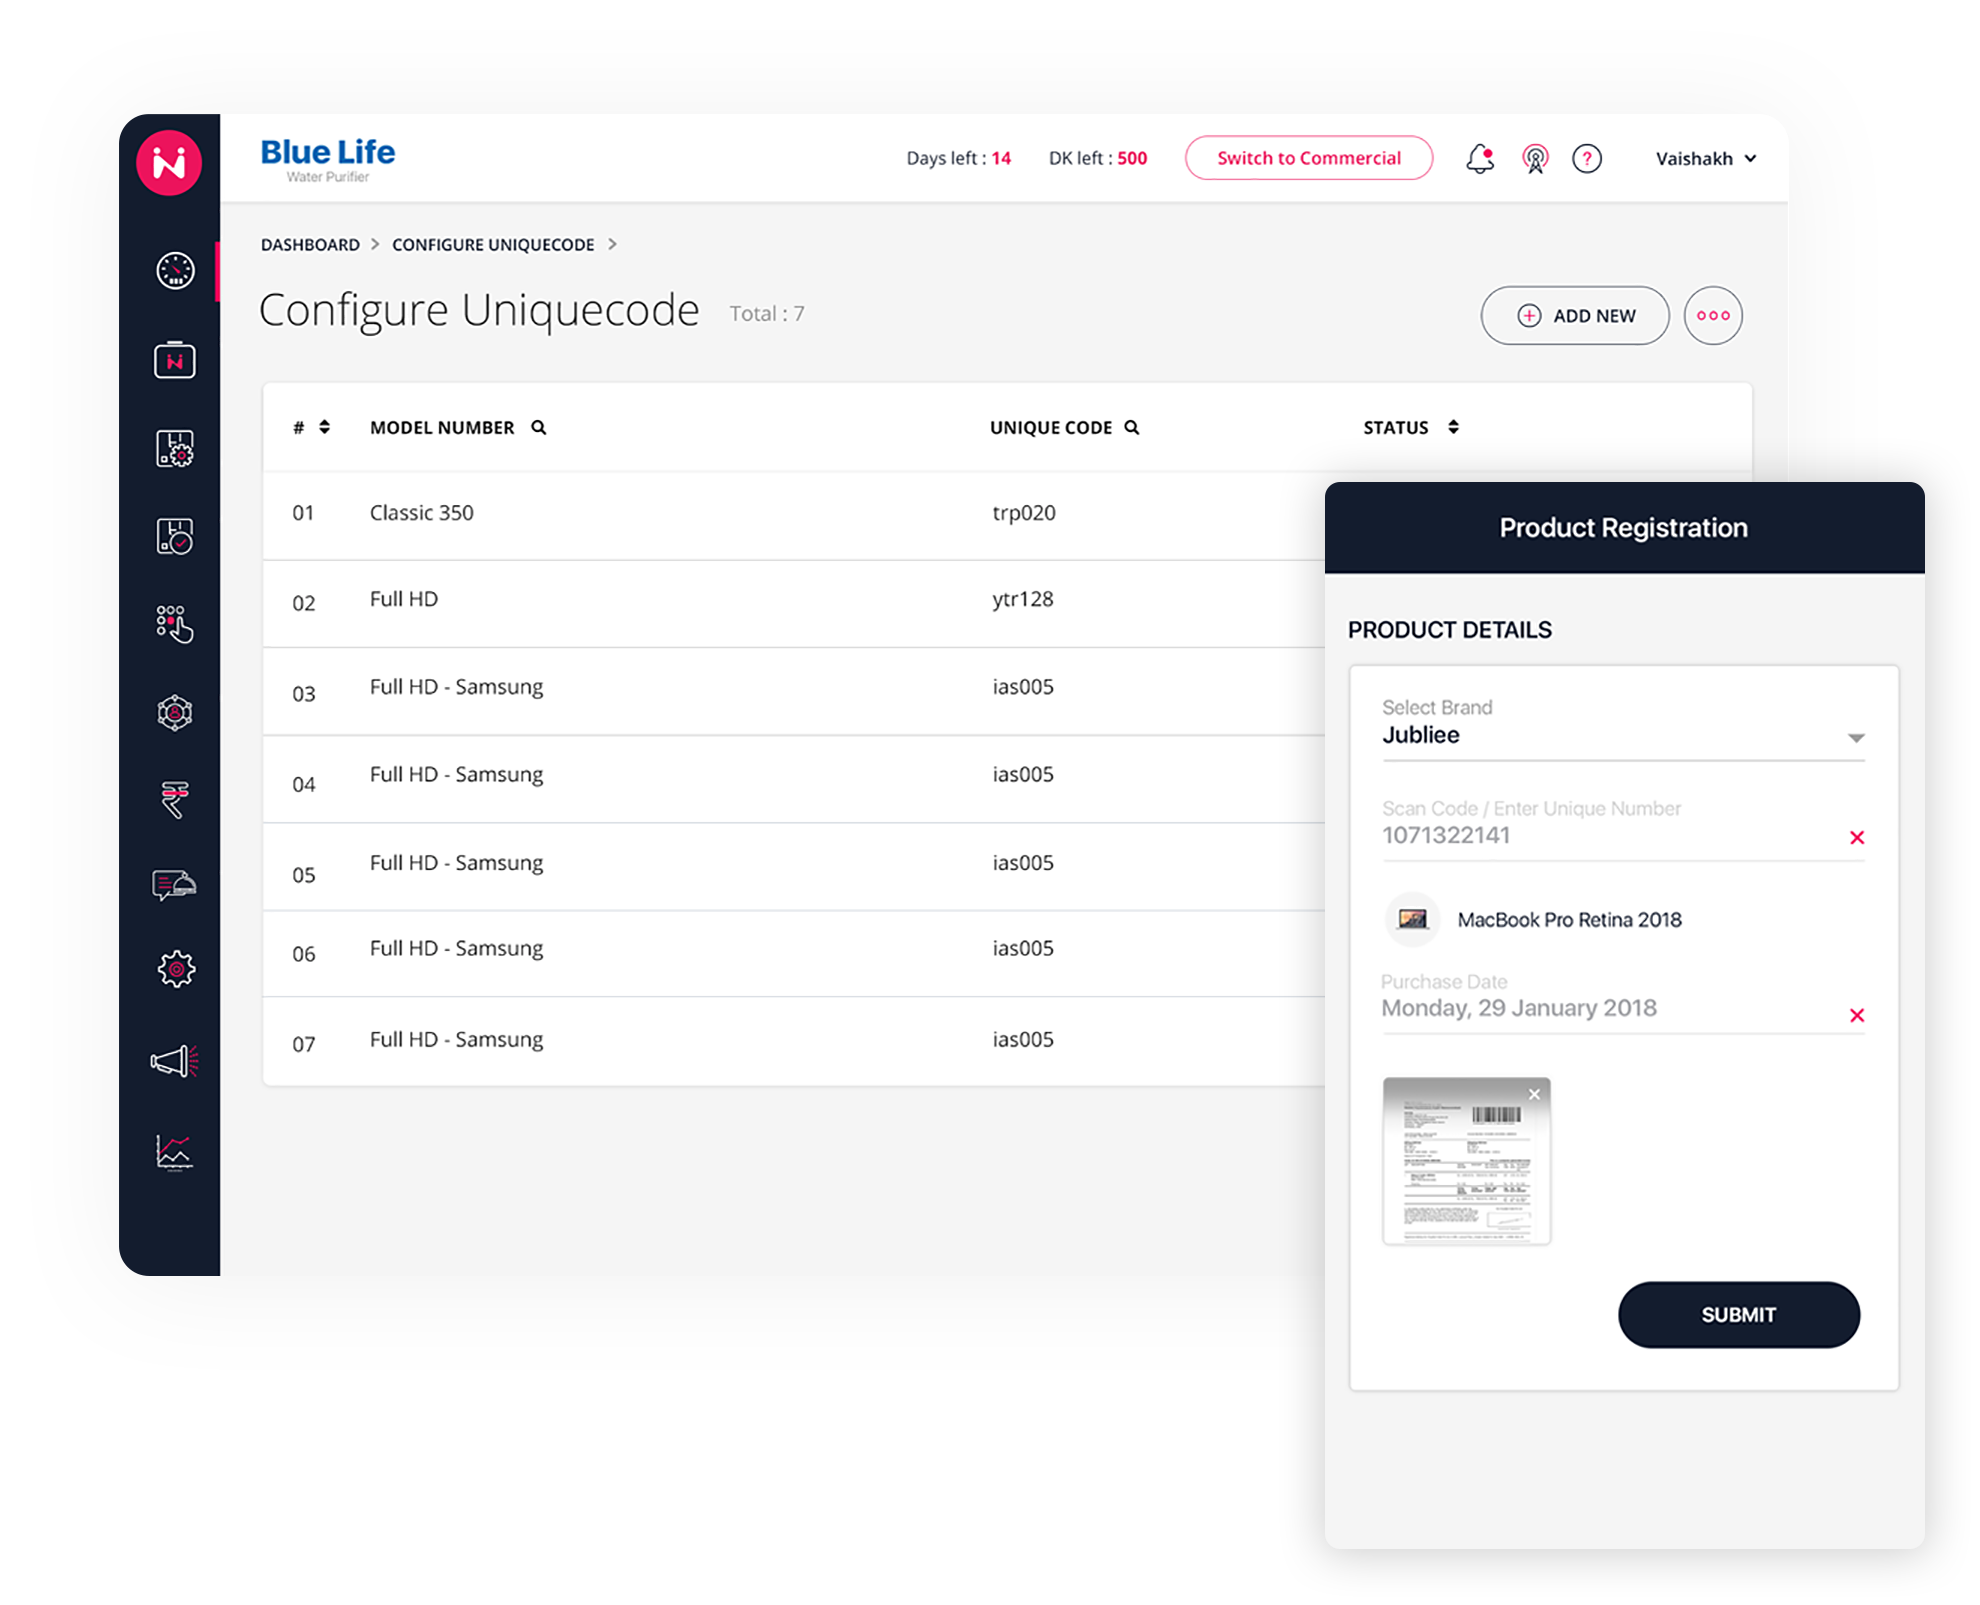 Blue Life
Water Purifier
Days left : 14 DK left : 500 Switch to Commercial ? Vaishakh
DASHBOARD > CONFIGURE UNIQUECODE >
Configure Uniquecode Total : 7
ADD NEW
# MODEL NUMBER UNIQUE CODE STATUS
01 Classic 350 trp020
02 Full HD ytr128
03 Full HD - Samsung ias005
04 Full HD - Samsung ias005
05 Full HD - Samsung ias005
06 Full HD - Samsung ias005
07 Full HD - Samsung ias005
Product Registration
PRODUCT DETAILS
Select Brand
Jubliee
Scan Code / Enter Unique Number
1071322141
MacBook Pro Retina 2018
Purchase Date
Monday, 29 January 2018
SUBMIT